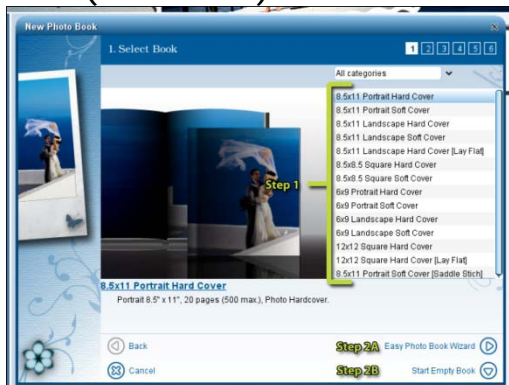 New Photo Book
1. Select Book
1 2 3 4 5 6
All categories
8.5x11 Portrait Hard Cover
8.5x11 Portrait Soft Cover
8.5x11 Landscape Hard Cover
8.5x11 Landscape Soft Cover
8.5x11 Landscape Hard Cover [Lay Flat]
8.5x8.5 Square Hard Cover
8.5x8.5 Square Soft Cover
6x9 Protrait Hard Cover
6x9 Portrait Soft Cover
6x9 Landscape Hard Cover
6x9 Landscape Soft Cover
12x12 Square Hard Cover
12x12 Square Hard Cover [Lay Flat]
8.5x11 Portrait Soft Cover [Saddle Stich]
Step 1
8.5x11 Portrait Hard Cover
Portrait 8.5" x 11", 20 pages (500 max.), Photo Hardcover.
Back
Step 2A Easy Photo Book Wizard
Cancel
Step 2B Start Empty Book